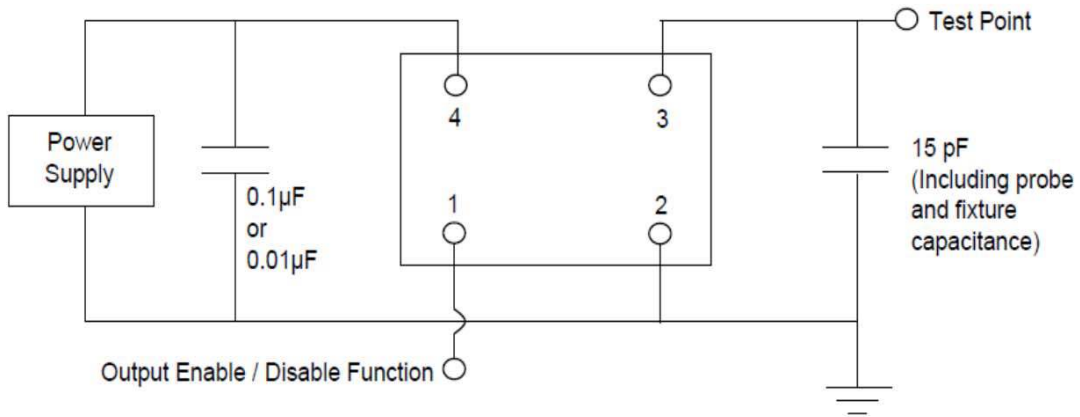 Test Point
4
3
Power
Supply
0.1µF
or
0.01µF
1
2
15 pF
(Including probe
and fixture
capacitance)
Output Enable / Disable Function